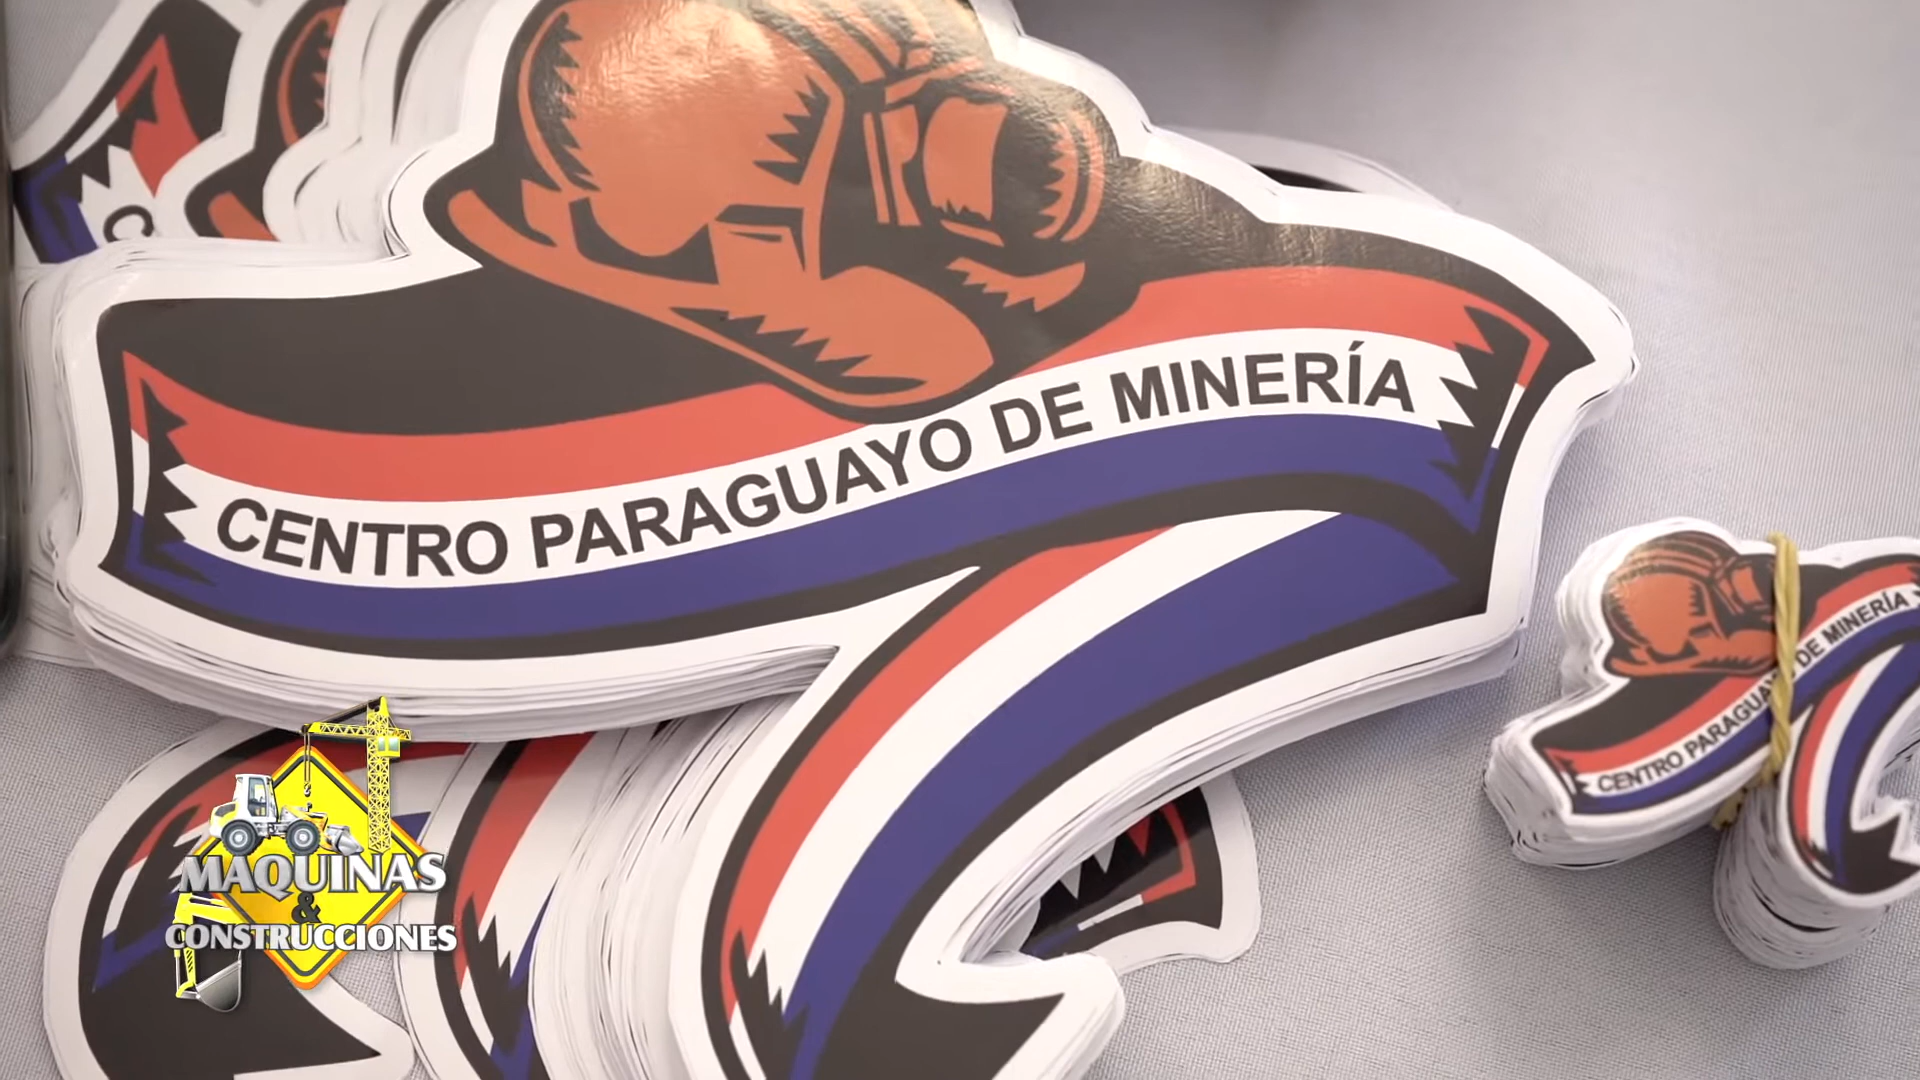 C
CENTRO PARAGUAYO DE MINERÍA
CENTRO PARAGUAYO DE MINERÍA
MAQUINAS
&
CONSTRUCCIONES